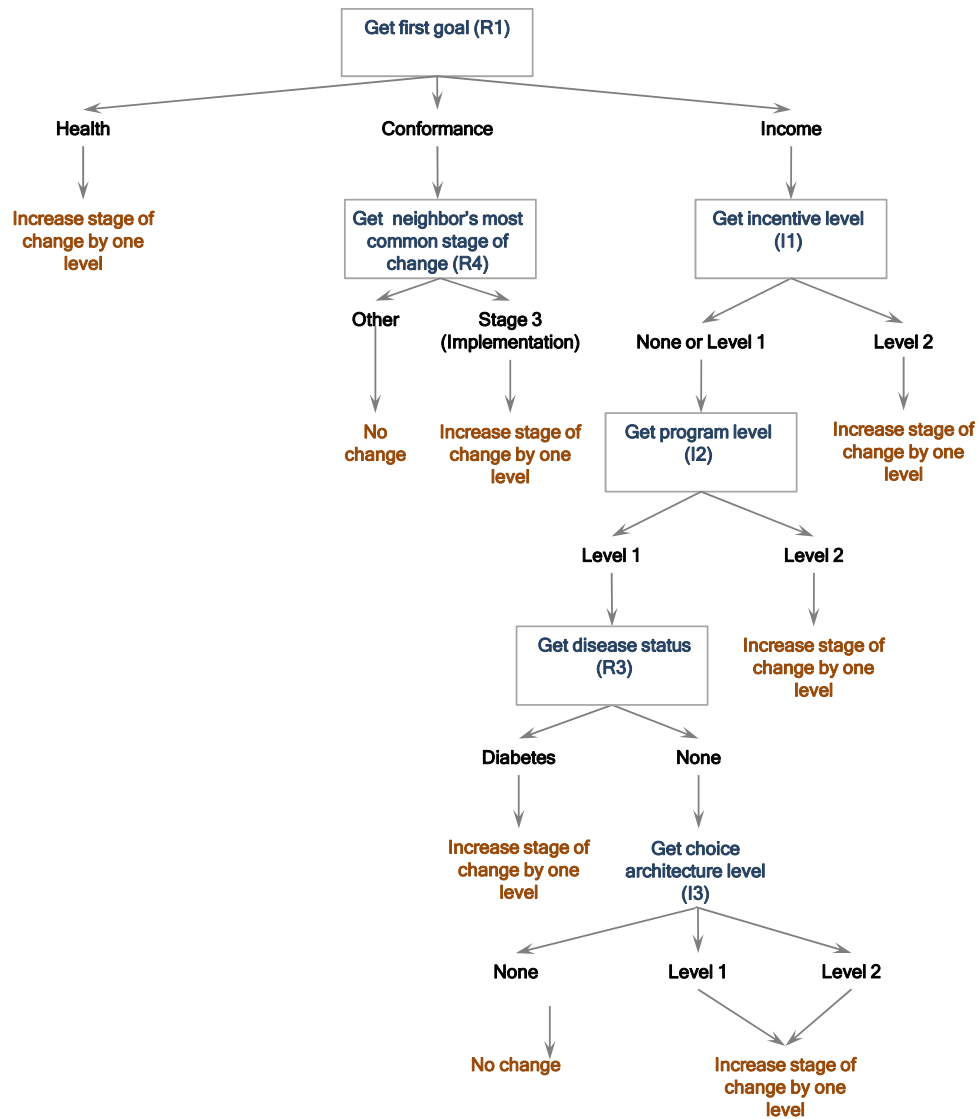 Get first goal (R1)
Health
Conformance
Income
Increase stage of
change by one
level
Get neighbor's most
common stage of
change (R4)
Get incentive level
(I1)
Other
Stage 3
(Implementation)
None or Level 1
Level 2
No
change
Increase stage of
change by one
level
Get program level
(I2)
Increase stage of
change by one
level
Level 1
Level 2
Get disease status
(R3)
Increase stage of
change by one
level
Diabetes
None
Increase stage of
change by one
level
Get choice
architecture level
(I3)
None
Level 1
Level 2
No change
Increase stage of
change by one
level